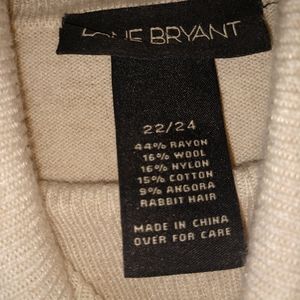 LANE BRYANT
22/24
44% RAYON
16% WOOL
16% NYLON
15% COTTON
9% ANGORA
RABBIT HAIR
MADE IN CHINA
OVER FOR CARE